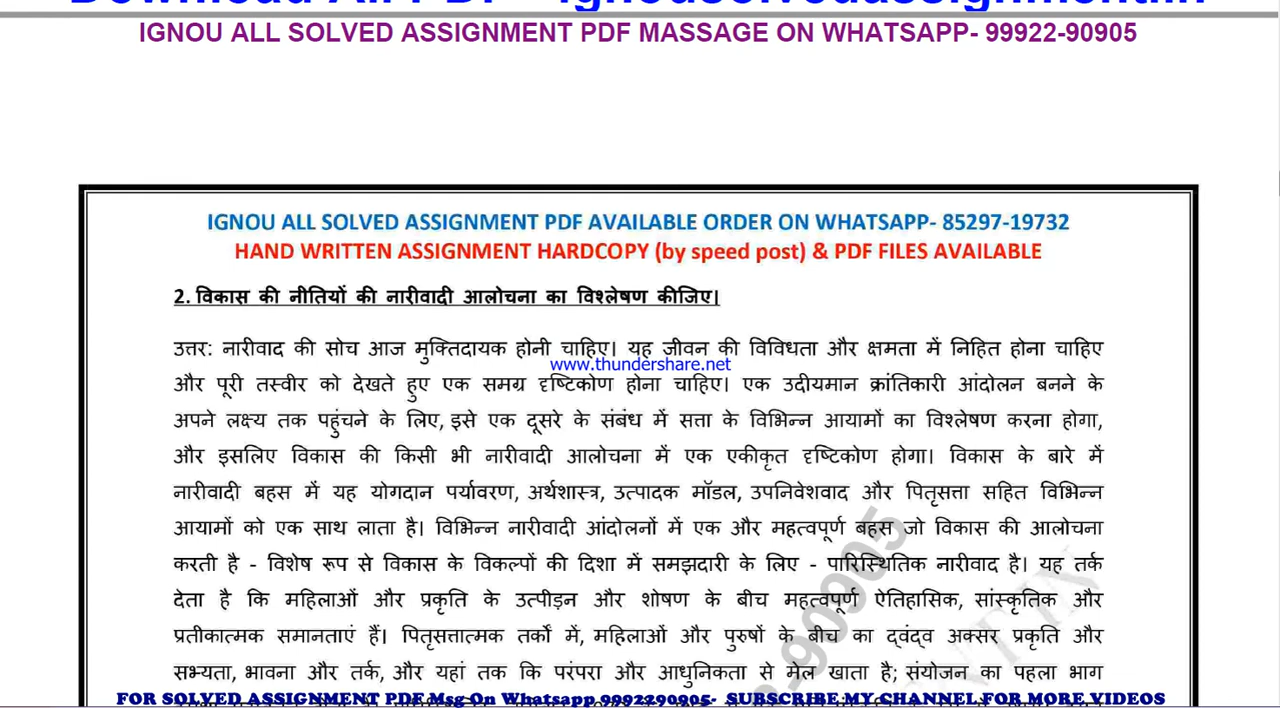 IGNOU ALL SOLVED ASSIGNMENT PDF MASSAGE ON WHATSAPP- 99922-90905
IGNOU ALL SOLVED ASSIGNMENT PDF AVAILABLE ORDER ON WHATSAPP- 85297-19732
HAND WRITTEN ASSIGNMENT HARDCOPY (by speed post) & PDF FILES AVAILABLE
2. विकास की नीतियों की नारीवादी आलोचना का विश्लेषण कीजिए।
उत्तर: नारीवाद की सोच आज मुक्तिदायक होनी चाहिए। यह जीवन की विविधता और क्षमता में निहित होना चाहिए
www.thundershare.net
और पूरी तस्वीर को देखते हुए एक समग्र दृष्टिकोण होना चाहिए। एक उदीयमान क्रांतिकारी आंदोलन बनने के
अपने लक्ष्य तक पहुंचने के लिए, इसे एक दूसरे के संबंध में सत्ता के विभिन्न आयामों का विश्लेषण करना होगा,
और इसलिए विकास की किसी भी नारीवादी आलोचना में एक एकीकृत दृष्टिकोण होगा। विकास के बारे में
नारीवादी बहस में यह योगदान पर्यावरण, अर्थशास्त्र, उत्पादक मॉडल, उपनिवेशवाद और पितृसत्ता सहित विभिन्न
आयामों को एक साथ लाता है। विभिन्न नारीवादी आंदोलनों में एक और महत्वपूर्ण बहस जो विकास की आलोचना
करती है - विशेष रूप से विकास के विकल्पों की दिशा में समझदारी के लिए - पारिस्थितिक नारीवाद है। यह तर्क
देता है कि महिलाओं और प्रकृति के उत्पीड़न और शोषण के बीच महत्वपूर्ण ऐतिहासिक, सांस्कृतिक और
प्रतीकात्मक समानताएं हैं। पितृसत्तात्मक तर्कों में, महिलाओं और पुरुषों के बीच का द्वंद्व अक्सर प्रकृति और
सभ्यता, भावना और तर्क, और यहां तक कि परंपरा और आधुनिकता से मेल खाता है; संयोजन का पहला भाग
FOR SOLVED ASSIGNMENT PDF Msg On Whatsapp 9992290905- SUBSCRIBE MY CHANNEL FOR MORE VIDEOS